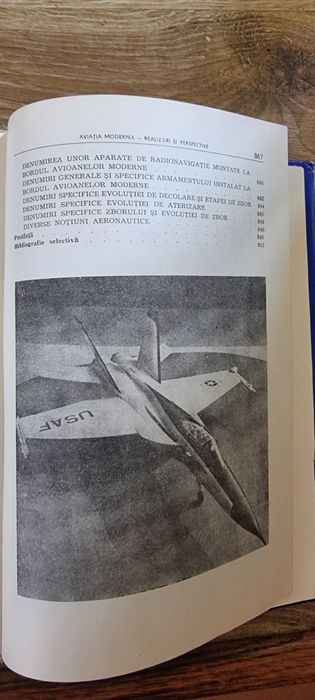 AVIAȚIA MODERNĂ — REALIZĂRI ȘI PERSPECTIVE 867
DENUMIREA UNOR APARATE DE RADIONAVIGAȚIE MONTATE LA
BORDUL AVIOANELOR MODERNE . . . . . . . . . . 840
DENUMIRI GENERALE ȘI SPECIFICE ARMAMENTULUI INSTALAT LA
BORDUL AVIOANELOR MODERNE . . . . . . . . . . 842
DENUMIRI SPECIFICE EVOLUȚIEI DE DECOLARE ȘI ETAPEI DE ZBOR 844
DENUMIRI SPECIFICE EVOLUȚIEI DE ATERIZARE . . . . . 845
DENUMIRI SPECIFICE ZBORULUI ȘI EVOLUȚIEI DE ZBOR . . . 846
DIVERSE NOȚIUNI AERONAUTICE . . . . . . . . . . 846
Postfață . . . . . . . . . . 848
Bibliografie selectivă . . . . . . . . . . 853
USAF